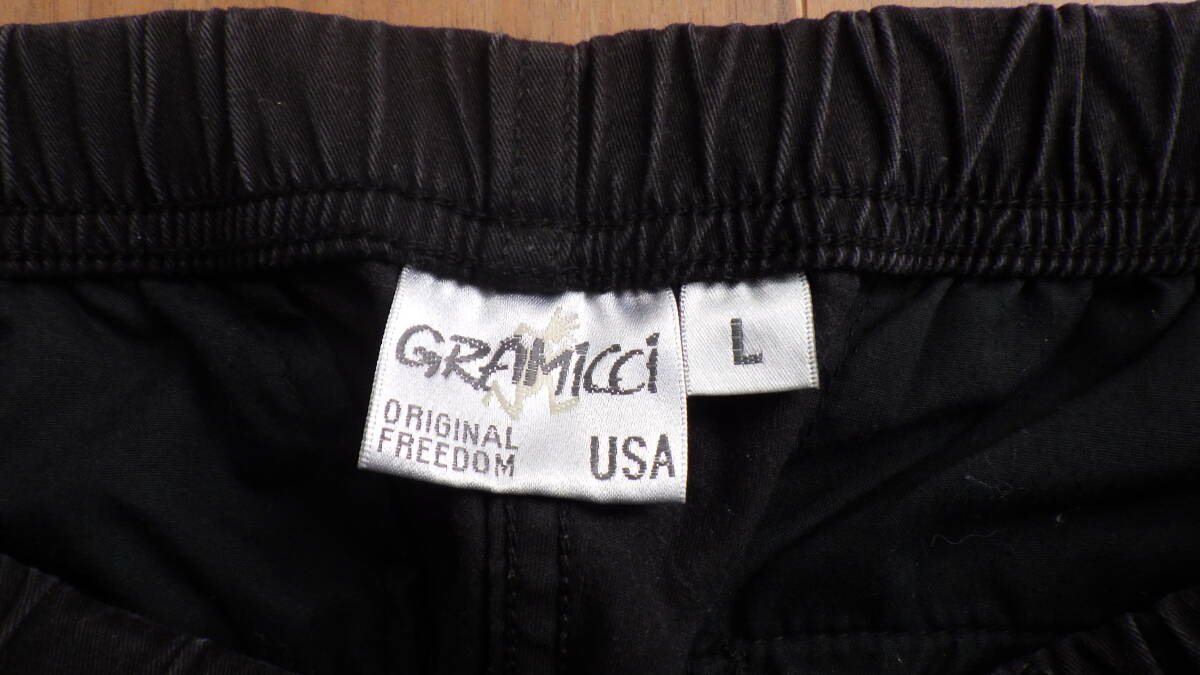 GRAMICCI
ORIGINAL
FREEDOM
USA
L